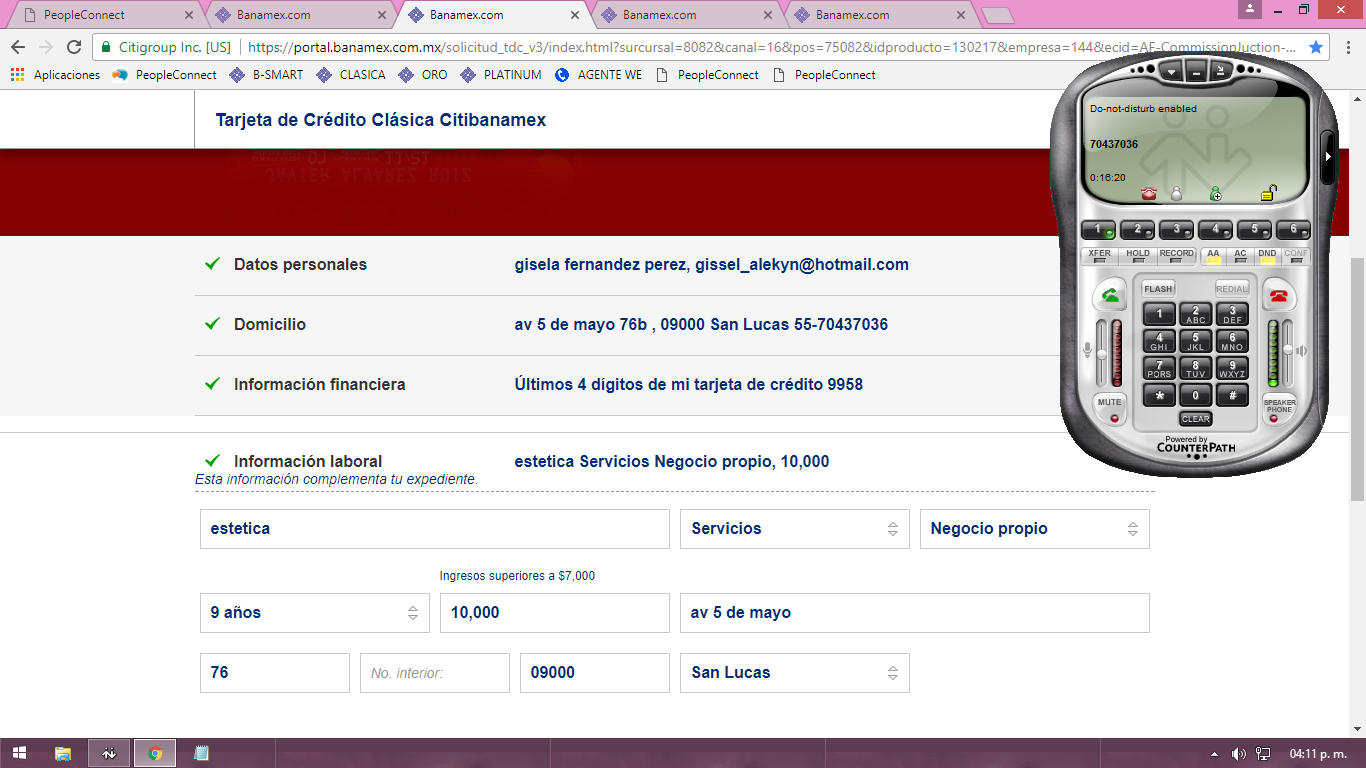 PeopleConnect
Banamex.com
Banamex.com
Banamex.com
Banamex.com
Citigroup Inc. [US]
https://portal.banamex.com.mx/solicitud_tdc_v3/index.html?surcursal=8082&canal=16&pos=75082&idproducto=130217&empresa=144&ecid=AF-CommissionJuction-...
Aplicaciones PeopleConnect B-SMART CLASICA ORO PLATINUM AGENTE WE PeopleConnect PeopleConnect
Tarjeta de Crédito Clásica Citibanamex
07 11/21
JAVIER ALVAREZ RUIZ
Datos personales gisela fernandez perez, gissel_alekyn@hotmail.com
Domicilio av 5 de mayo 76b , 09000 San Lucas 55-70437036
Información financiera Últimos 4 dígitos de mi tarjeta de crédito 9958
Información laboral estetica Servicios Negocio propio, 10,000
Esta información complementa tu expediente.
estetica Servicios Negocio propio
Ingresos superiores a $7,000
9 años 10,000 av 5 de mayo
76 No. interior: 09000 San Lucas
Do-not-disturb enabled
70437036
0:16:20
1 2 3 4 5 6
XFER HOLD RECORD AA AC DND CONF
FLASH REDIAL
1 2 ABC 3 DEF
4 GHI 5 JKL 6 MNO
7 PQRS 8 TUV 9 WXYZ
* 0 #
MUTE CLEAR SPEAKER PHONE
Powered by
COUNTERPATH
04:11 p. m.